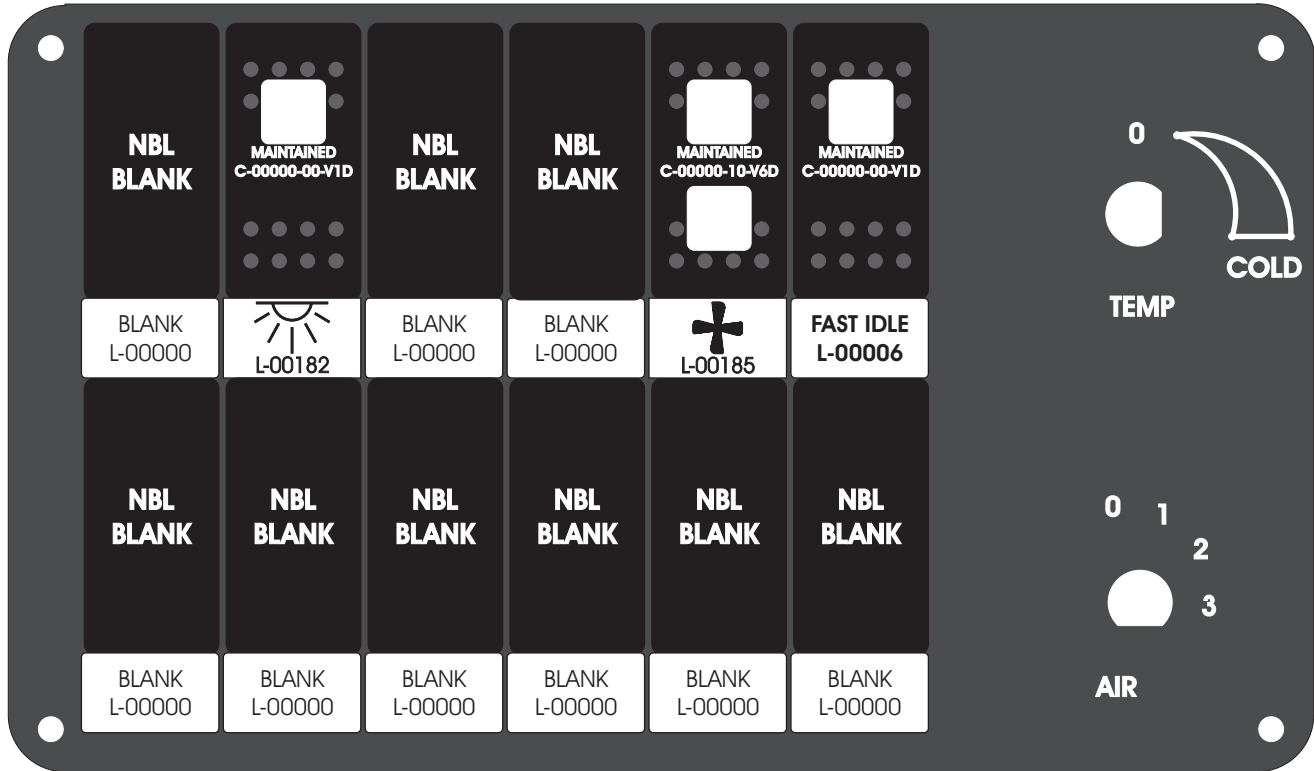 NBL
BLANK
MAINTAINED
C-00000-00-V1D
NBL
BLANK
NBL
BLANK
MAINTAINED
C-00000-10-V6D
MAINTAINED
C-00000-00-V1D
BLANK
L-00000
L-00182
BLANK
L-00000
BLANK
L-00000
L-00185
FAST IDLE
L-00006
NBL
BLANK
NBL
BLANK
NBL
BLANK
NBL
BLANK
NBL
BLANK
NBL
BLANK
BLANK
L-00000
BLANK
L-00000
BLANK
L-00000
BLANK
L-00000
BLANK
L-00000
BLANK
L-00000
0
COLD
TEMP
0
1
2
3
AIR